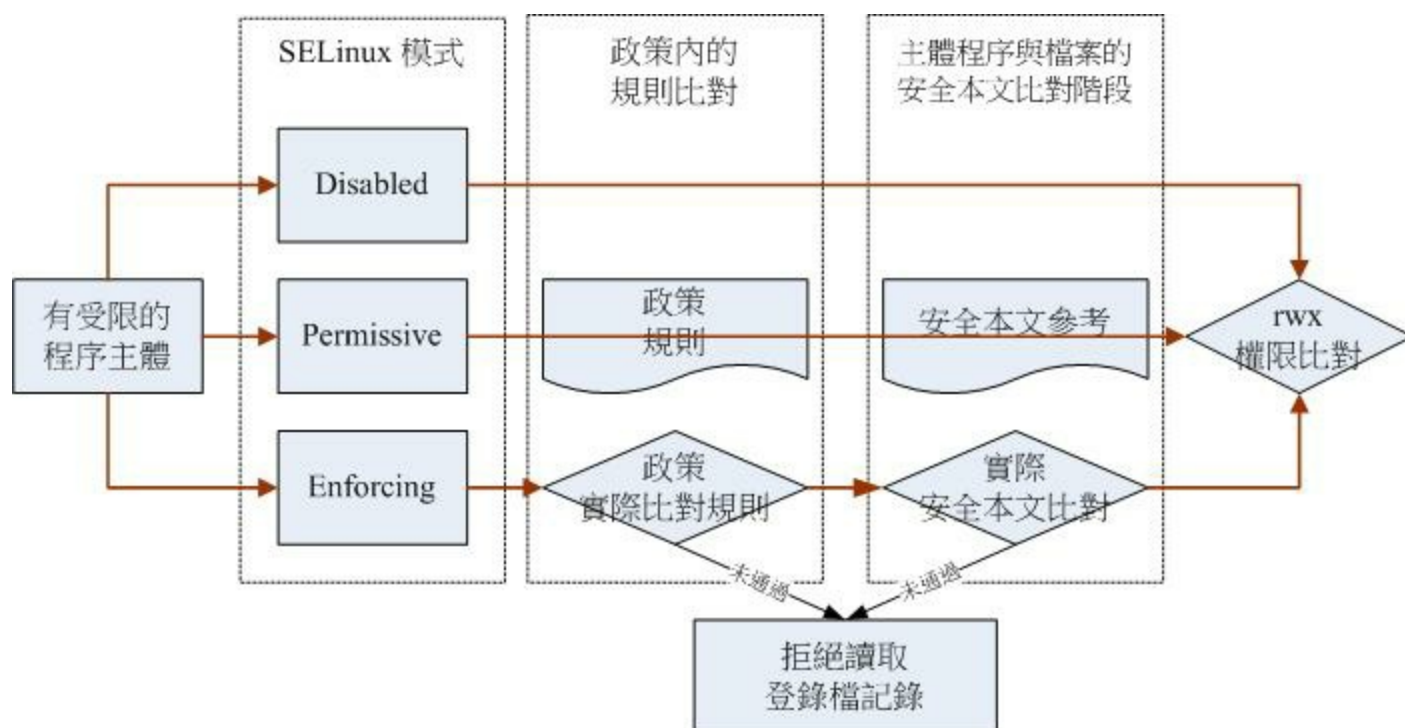 SELinux 模式
政策內的
規則比對
主體程序與檔案的
安全本文比對階段
Disabled
有受限的
程序主體
Permissive
政策
規則
安全本文參考
rwx
權限比對
Enforcing
政策
實際比對規則
實際
安全本文比對
未通過
未通過
拒絕讀取
登錄檔記錄